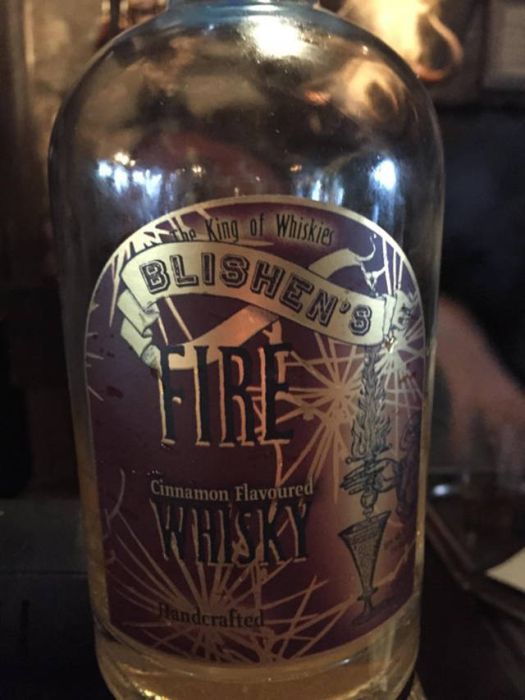 The King of Whiskies
BLISHEN'S
FIRE
Cinnamon Flavoured
WHISKY
Handcrafted